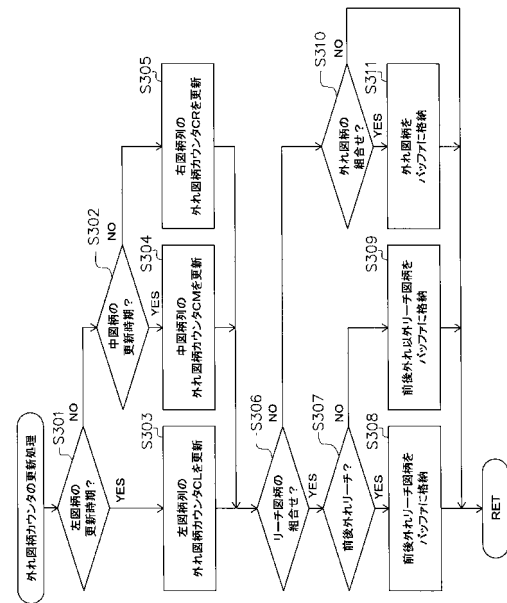 外れ図柄カウンタの更新処理
S301
左図柄の
更新時期?
YES
NO
S302
中図柄の
更新時期?
YES
NO
S303
左図柄列の
外れ図柄カウンタCLを更新
S304
中図柄列の
外れ図柄カウンタCMを更新
S305
右図柄列の
外れ図柄カウンタCRを更新
S306
リーチ図柄の
組合せ?
YES
NO
S307
前後外れリーチ?
YES
NO
S308
前後外れリーチ図柄を
バッファに格納
S309
前後外れ以外リーチ図柄を
バッファに格納
S310
外れ図柄の
組合せ?
YES
NO
S311
外れ図柄を
バッファに格納
RET